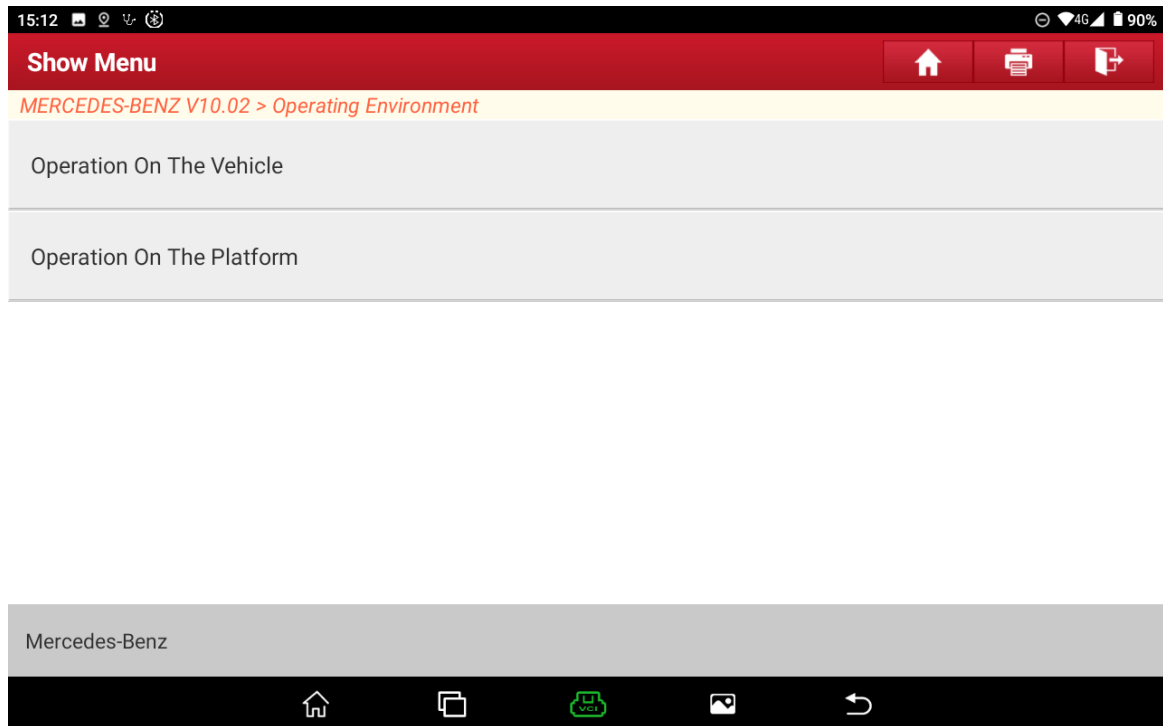 15:12 4G 90%
Show Menu
MERCEDES-BENZ V10.02 > Operating Environment
Operation On The Vehicle
Operation On The Platform
Mercedes-Benz
VCI